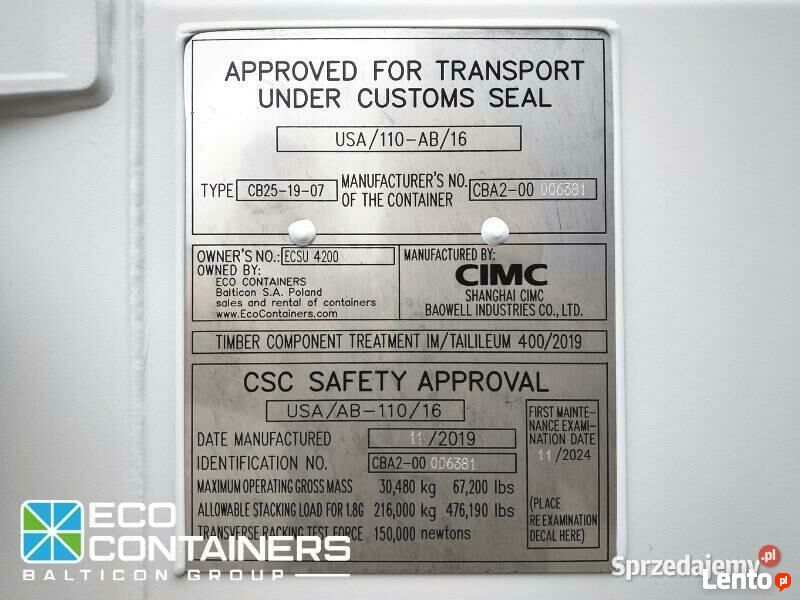 APPROVED FOR TRANSPORT
UNDER CUSTOMS SEAL
USA/110-AB/16
TYPE CB25-19-07 MANUFACTURER'S NO. OF THE CONTAINER CBA2-00 006381
OWNER'S NO.: ECSU 4200
OWNED BY:
ECO CONTAINERS
Balticon S.A. Poland
sales and rental of containers
www.EcoContainers.com
MANUFACTURED BY:
CIMC
SHANGHAI CIMC
BAOWELL INDUSTRIES CO., LTD.
TIMBER COMPONENT TREATMENT IM/TAILILEUM 400/2019
CSC SAFETY APPROVAL
USA/AB-110/16
DATE MANUFACTURED 11/2019
IDENTIFICATION NO. CBA2-00 006381
MAXIMUM OPERATING GROSS MASS 30,480 kg 67,200 lbs
ALLOWABLE STACKING LOAD FOR 1.8G 216,000 kg 476,190 lbs
TRANSVERSE RACKING TEST FORCE 150,000 newtons
FIRST MAINTE-
NANCE EXAMI-
NATION DATE
11/2024
(PLACE
RE EXAMINATION
DECAL HERE)
ECO
CONTAINERS
BALTICON GROUP
Sprzedajemy.pl
Lento.pl